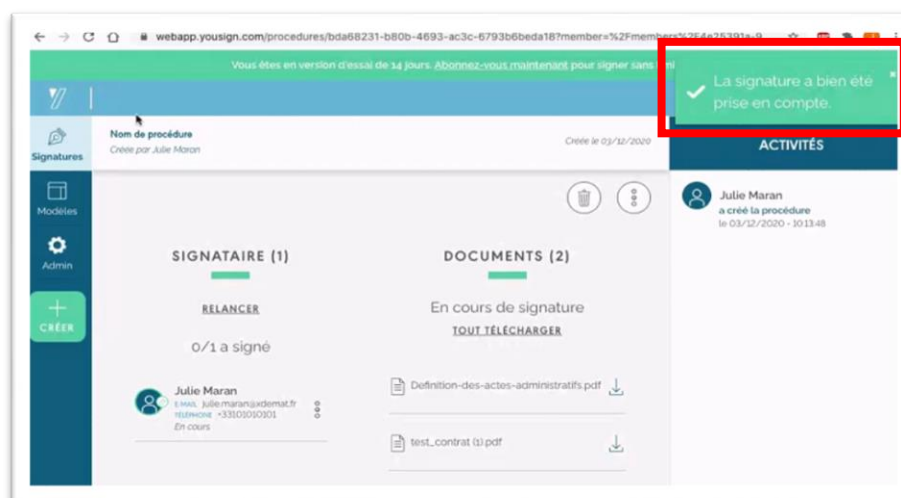 webapp.yousign.com/procedures/bda68231-b80b-4693-ac3c-6793b6beda18?member=%2Fmembers%2F4e25391a-9
Vous êtes en version d'essai de 14 jours. Abonnez-vous maintenant pour signer sans
La signature a bien été
prise en compte.
Signatures
Nom de procédure
Créée par Julie Maran
Créée le 03/12/2020
ACTIVITÉS
Modèles
Julie Maran
a créé la procédure
le 03/12/2020 - 10:13:48
Admin
SIGNATAIRE (1)
DOCUMENTS (2)
CRÉER
RELANCER
En cours de signature
TOUT TÉLÉCHARGER
0/1 a signé
Julie Maran
E-MAIL julie.maran@xdemat.fr
TÉLÉPHONE +33101010101
En cours
Definition-des-actes-administratifs.pdf
test_contrat (1).pdf